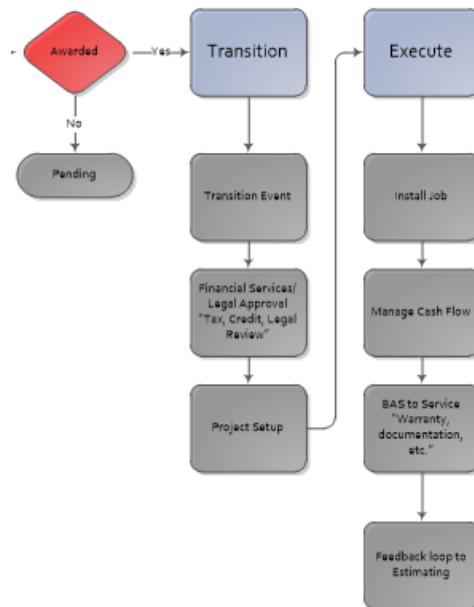 Awarded
Yes
Transition
Execute
No
Pending
Transition Event
Financial Services/
Legal Approval
"Tax, Credit, Legal
Review"
Project Setup
Install Job
Manage Cash Flow
BAS to Service
"Warranty,
documentation,
etc."
Feedback loop to
Estimating